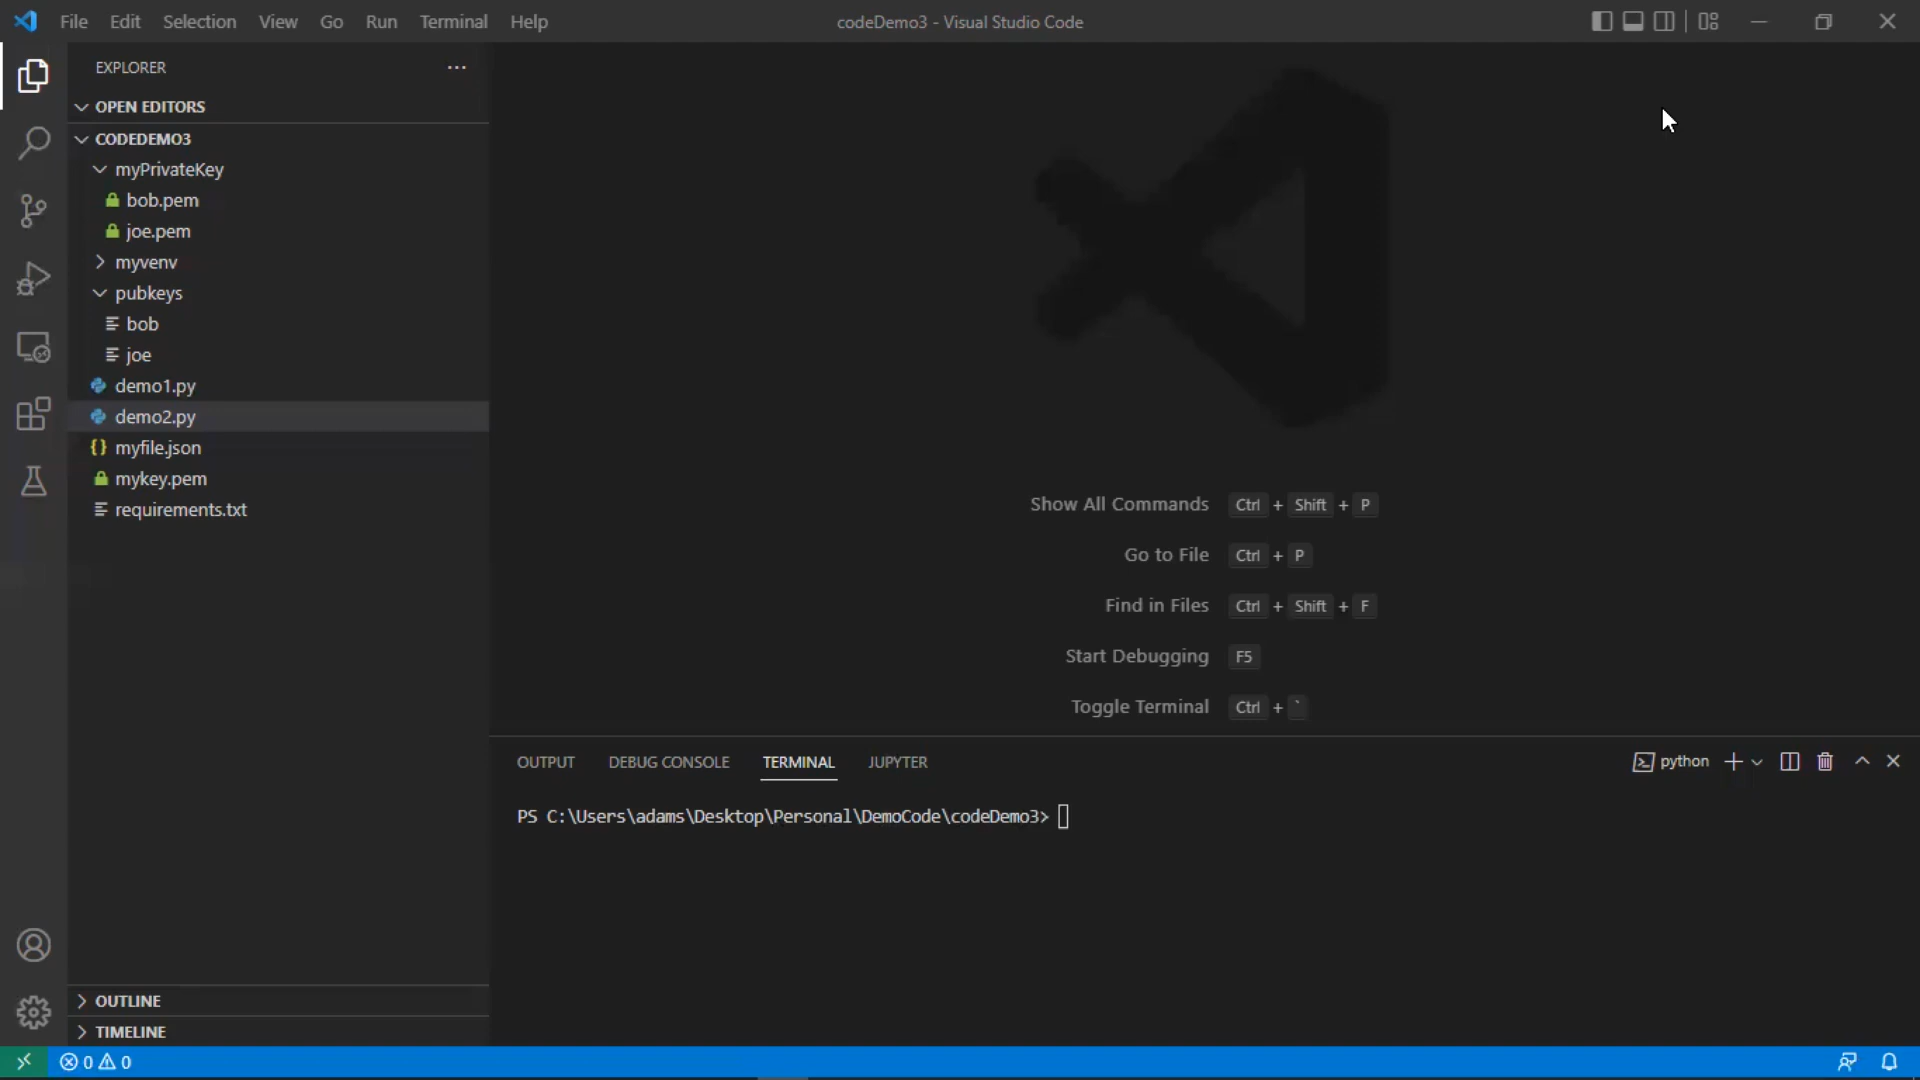 File Edit Selection View Go Run Terminal Help
codeDemo3 - Visual Studio Code
EXPLORER
OPEN EDITORS
CODEDEMO3
myPrivateKey
bob.pem
joe.pem
myvenv
pubkeys
bob
joe
demo1.py
demo2.py
myfile.json
mykey.pem
requirements.txt
OUTLINE
TIMELINE
Show All Commands Ctrl + Shift + P
Go to File Ctrl + P
Find in Files Ctrl + Shift + F
Start Debugging F5
Toggle Terminal Ctrl + `
OUTPUT DEBUG CONSOLE TERMINAL JUPYTER
python
PS C:\Users\adams\Desktop\Personal\DemoCode\codeDemo3>
0 0